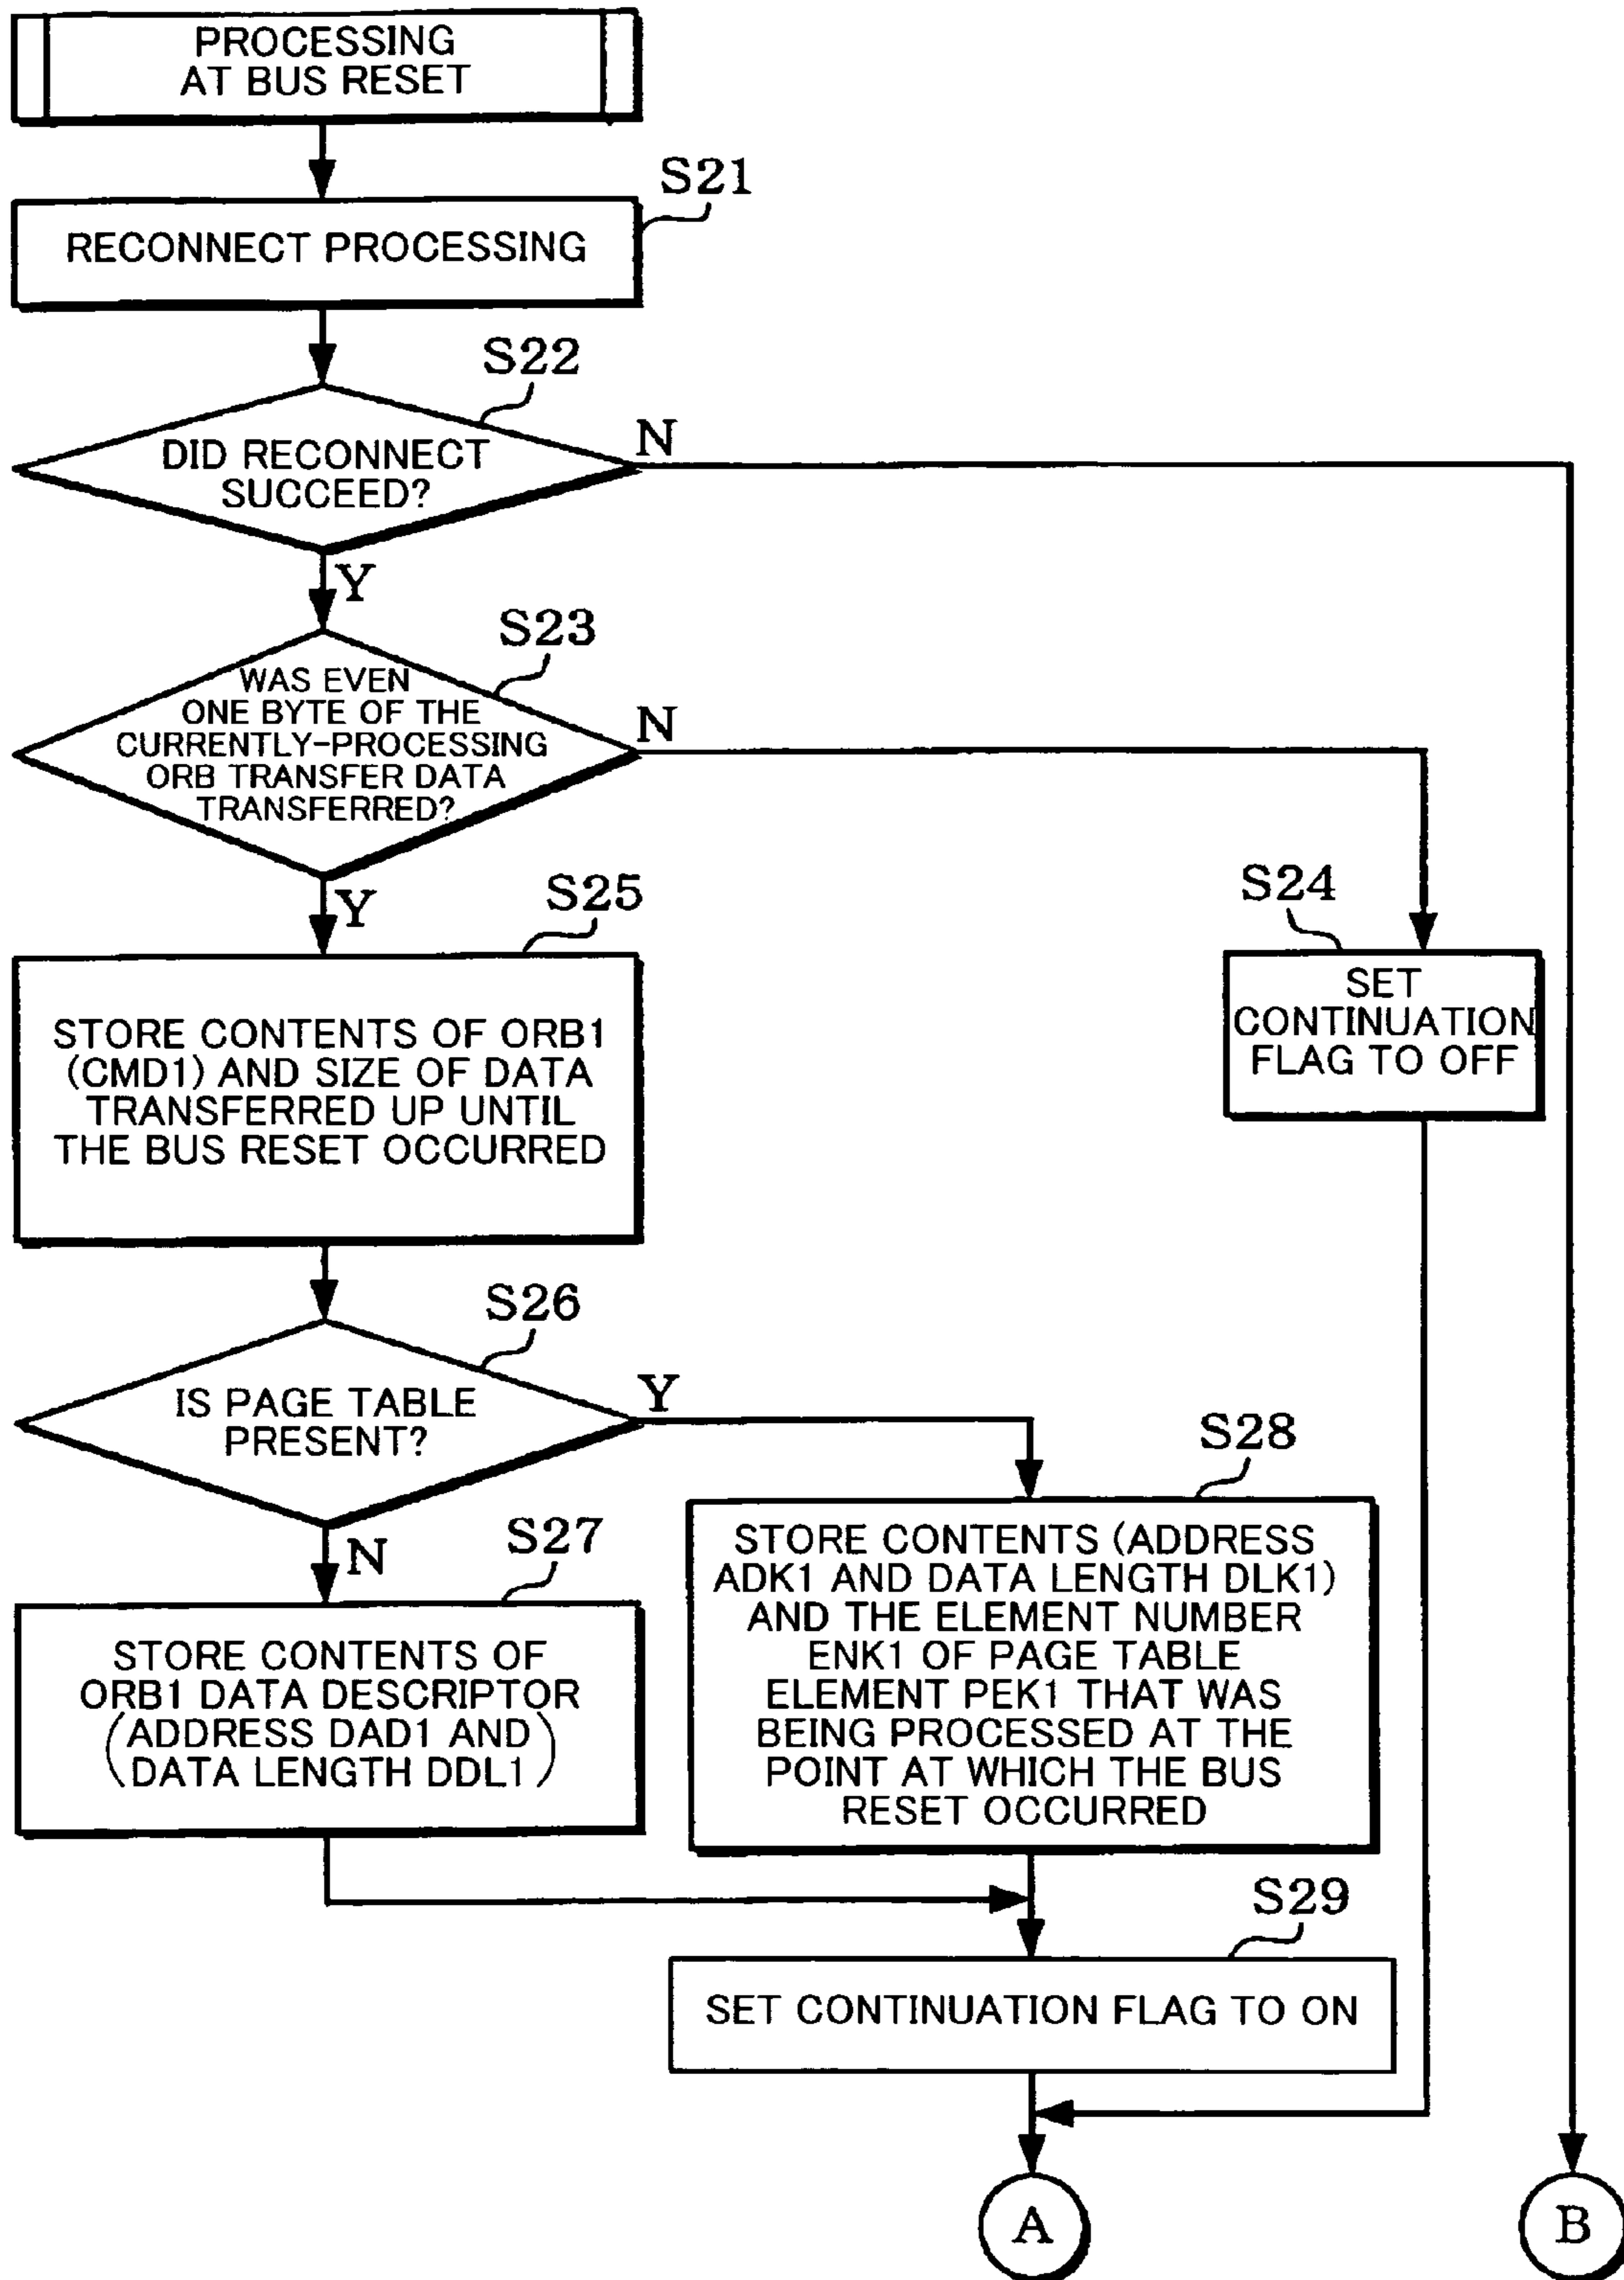 PROCESSING
AT BUS RESET
S21
RECONNECT PROCESSING
S22
DID RECONNECT
SUCCEED?
N
Y
S23
WAS EVEN
ONE BYTE OF THE
CURRENTLY-PROCESSING
ORB TRANSFER DATA
TRANSFERRED?
N
Y
S24
SET
CONTINUATION
FLAG TO OFF
S25
STORE CONTENTS OF ORB1
(CMD1) AND SIZE OF DATA
TRANSFERRED UP UNTIL
THE BUS RESET OCCURRED
S26
IS PAGE TABLE
PRESENT?
Y
N
S27
STORE CONTENTS OF
ORB1 DATA DESCRIPTOR
(ADDRESS DAD1 AND
DATA LENGTH DDL1)
S28
STORE CONTENTS (ADDRESS
ADK1 AND DATA LENGTH DLK1)
AND THE ELEMENT NUMBER
ENK1 OF PAGE TABLE
ELEMENT PEK1 THAT WAS
BEING PROCESSED AT THE
POINT AT WHICH THE BUS
RESET OCCURRED
S29
SET CONTINUATION FLAG TO ON
A
B